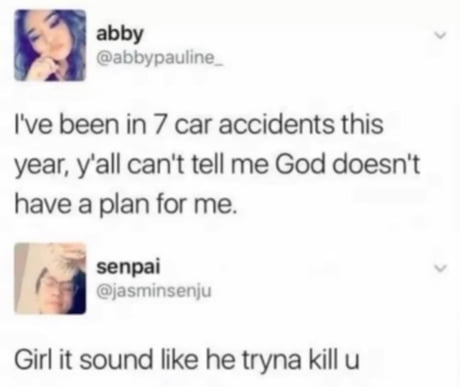 abby
@abbypauline_
I've been in 7 car accidents this
year, y'all can't tell me God doesn't
have a plan for me.
senpai
@jasminsenju
Girl it sound like he tryna kill u